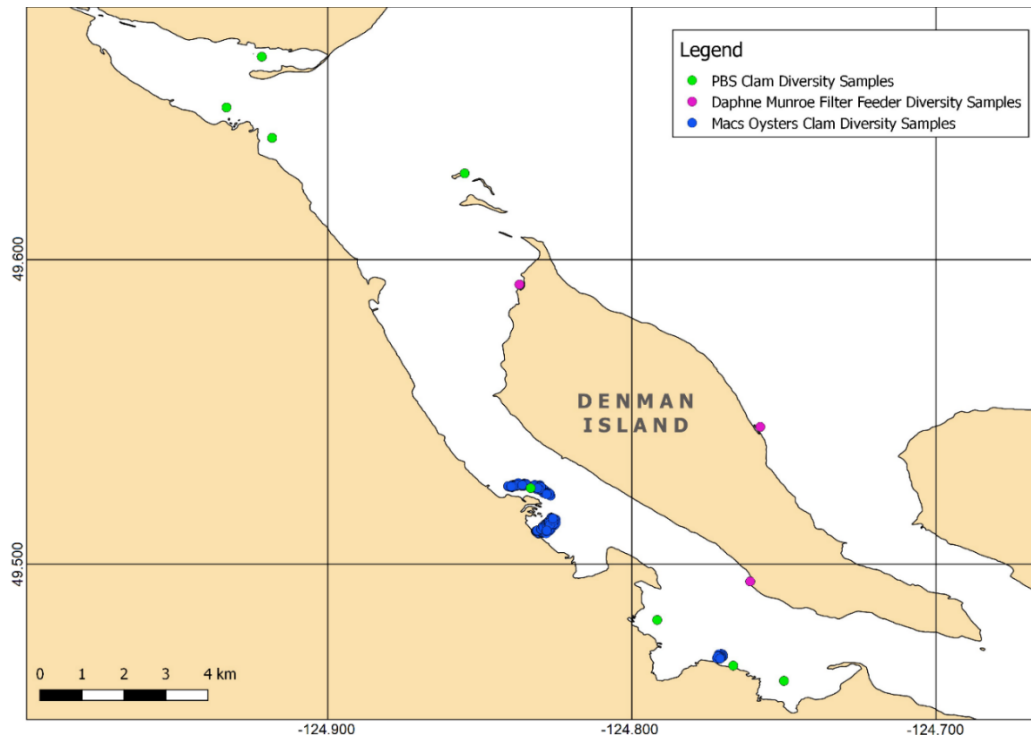 Legend
PBS Clam Diversity Samples
Daphne Munroe Filter Feeder Diversity Samples
Macs Oysters Clam Diversity Samples
49.600
DENMAN
ISLAND
49.500
0 1 2 3 4 km
-124.900 -124.800 -124.700